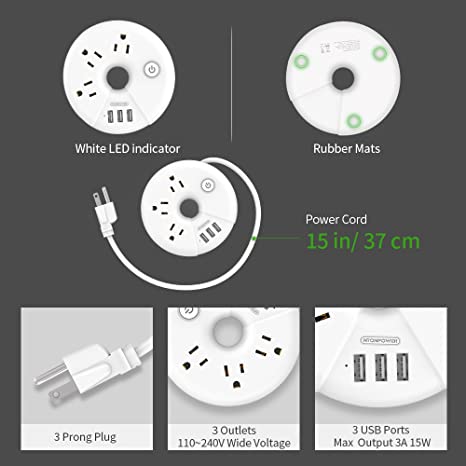 White LED indicator
Rubber Mats
Power Cord
15 in/ 37 cm
NTONPOWER
3 Prong Plug
3 Outlets
110~240V Wide Voltage
3 USB Ports
Max Output 3A 15W